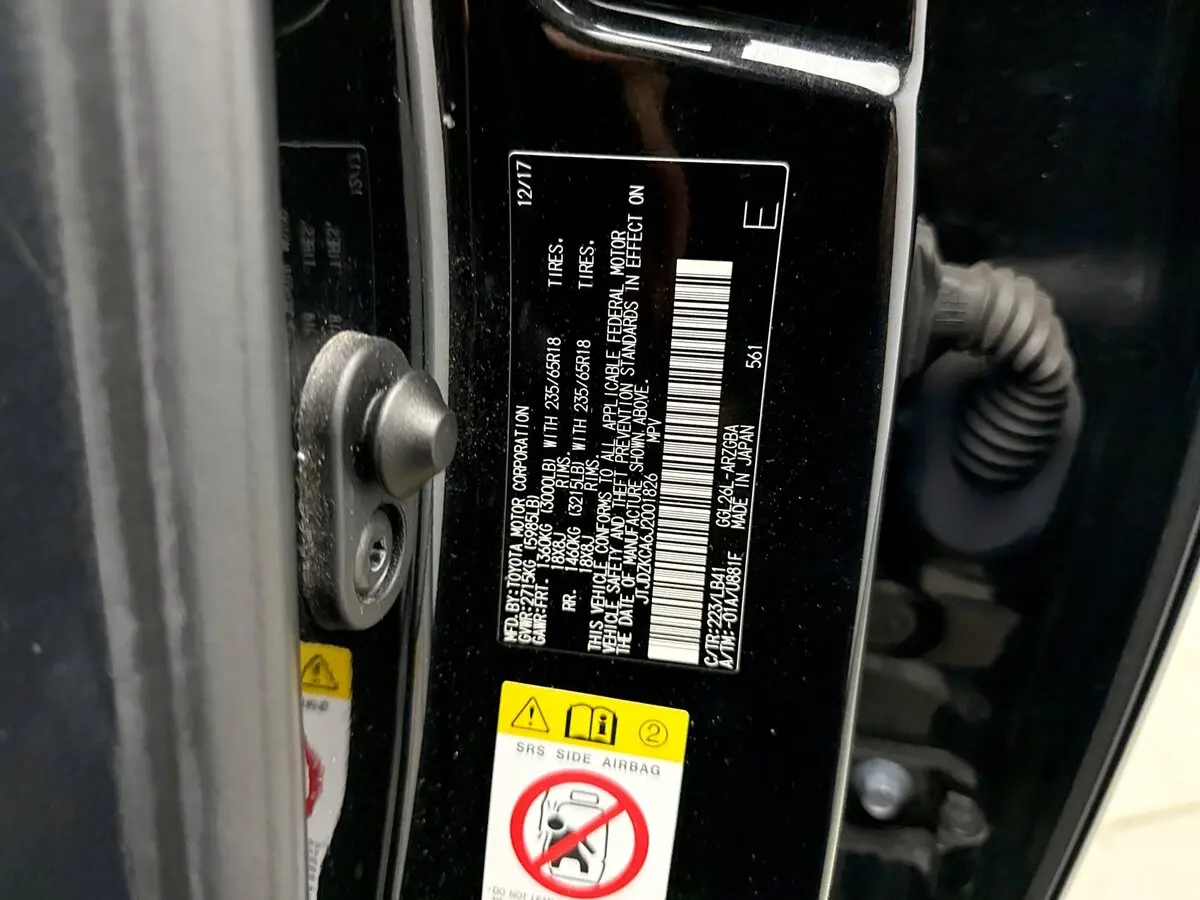 MFD.BY:TOYOTA MOTOR CORPORATION 12/17
GVWR:2715KG (5985LB)
GAWR:FRT. 1360KG (3000LB) WITH 235/65R18 TIRES.
18X8J RIMS.
RR. 1460KG (3215LB) WITH 235/65R18 TIRES.
18X8J RIMS.
THIS VEHICLE CONFORMS TO ALL APPLICABLE FEDERAL MOTOR
VEHICLE SAFETY AND THEFT PREVENTION STANDARDS IN EFFECT ON
THE DATE OF MANUFACTURE SHOWN ABOVE.
JTJDZKCA6J2001826 MPV
561 E
C/TR:223/LB41 GGL26L-ARZGBA
A/TM:-01A/U881F MADE IN JAPAN
2
SRS SIDE AIRBAG